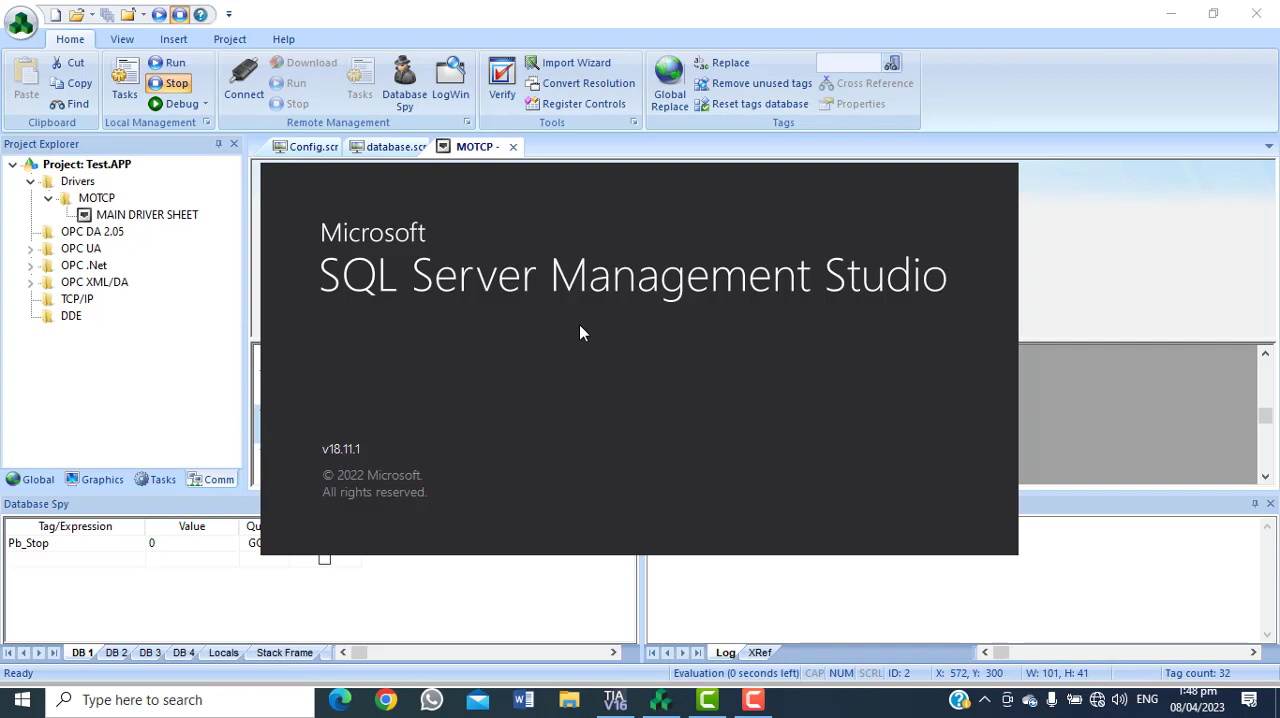 Home View Insert Project Help
Cut Run Download Import Wizard Replace
Paste Copy Tasks Stop Connect Run Tasks Database Spy LogWin Verify Convert Resolution Global Replace Remove unused tags Cross Reference
Find Debug Stop Register Controls Reset tags database Properties
Clipboard Local Management Remote Management Tools Tags
Project Explorer Config.scr database.scr MOTCP -
Project: Test.APP
Drivers
MOTCP
MAIN DRIVER SHEET
OPC DA 2.05
OPC UA
OPC .Net
OPC XML/DA
TCP/IP
DDE
Microsoft
SQL Server Management Studio
v18.11.1
© 2022 Microsoft.
All rights reserved.
Global Graphics Tasks Comm
Database Spy
Tag/Expression Value
Pb_Stop 0
DB 1 DB 2 DB 3 DB 4 Locals Stack Frame Log XRef
Ready Evaluation (0 seconds left) CAP NUM SCRL ID: 2 X: 572, Y: 300 W: 101, H: 41 Tag count: 32
Type here to search TIA V16 ENG 1:48 pm
08/04/2023